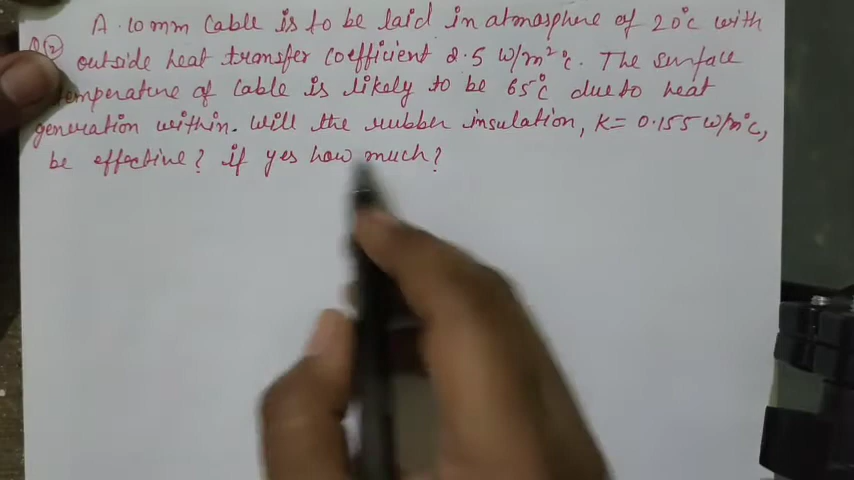 A 10mm Cable is to be laid in atmosphere of 20°C with
Q② outside heat transfer Coefficient 2.5 W/m²°C. The surface
temperature of Cable is likely to be 65°C due to heat
generation within. Will the rubber insulation, K= 0.155 W/m°C,
be effective? if yes how much?